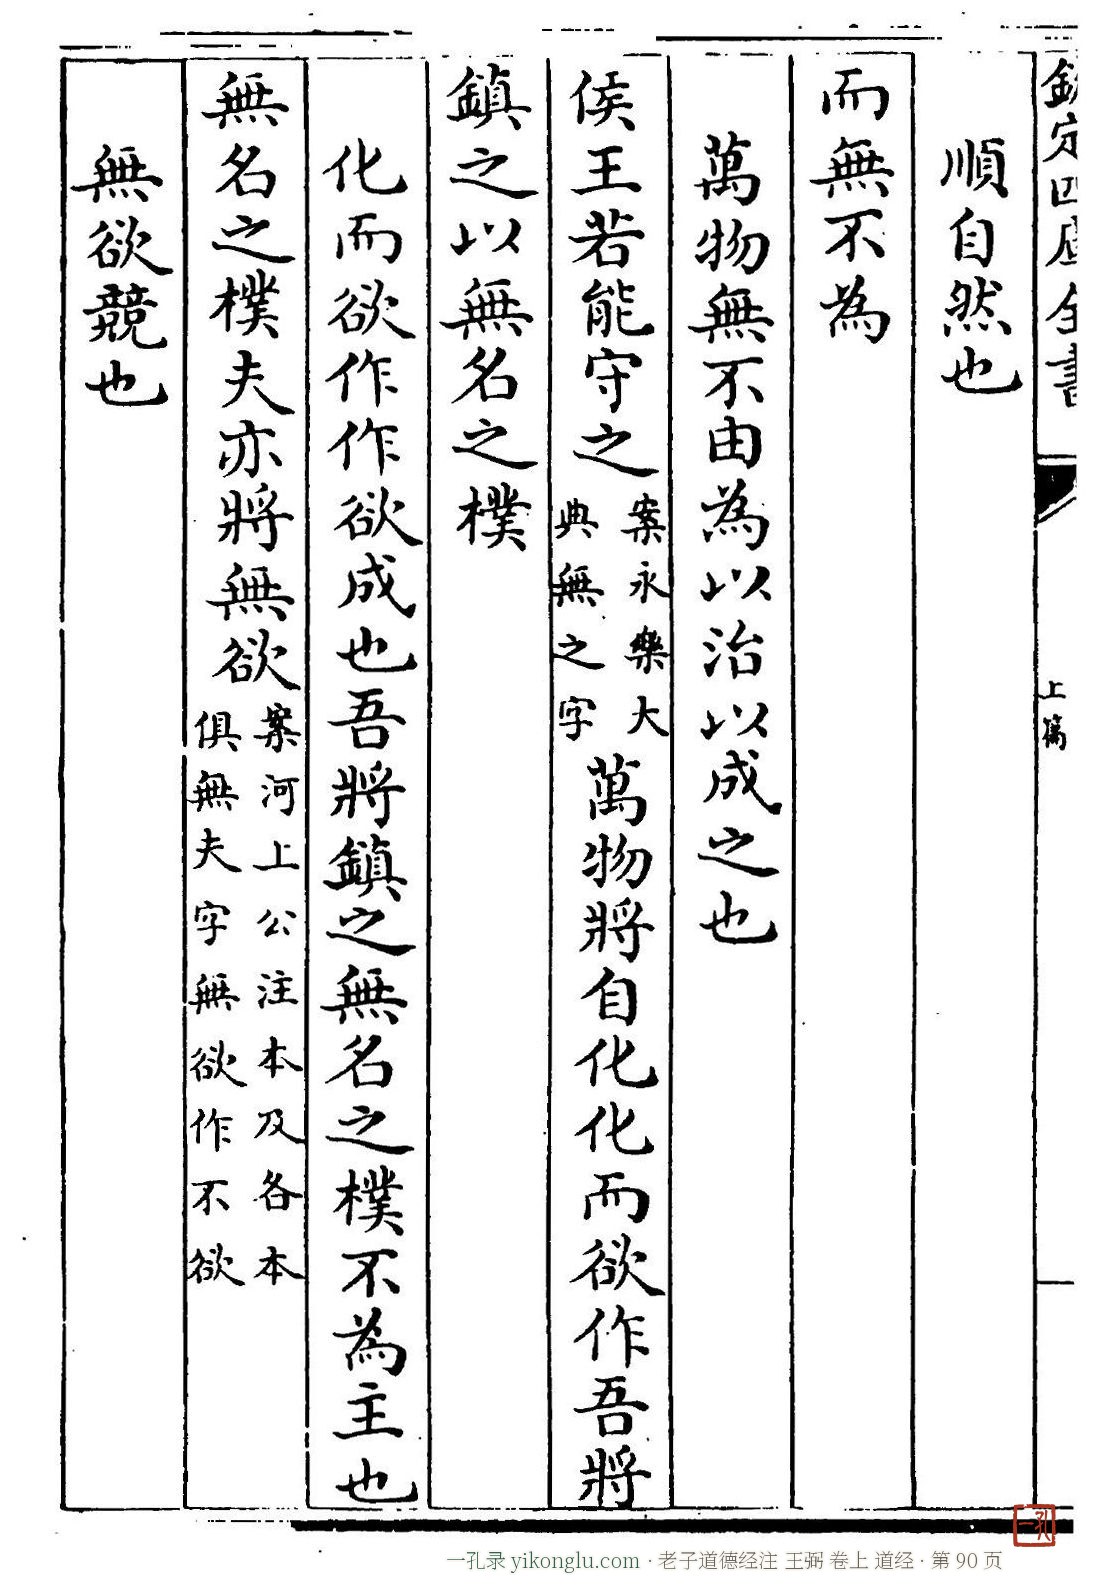 欽定四庫全書
上篇
順自然也
而無不為
萬物無不由為以治以成之也
侯王若能守之案永樂大典無之字萬物將自化化而欲作吾將
鎮之以無名之樸
化而欲作作欲成也吾將鎮之無名之樸不為主也
無名之樸夫亦將無欲案河上公注本及各本俱無夫字無欲作不欲
無欲競也
一孔
一孔录 yikonglu.com · 老子道德经注 王弼 卷上 道经 · 第 90 页